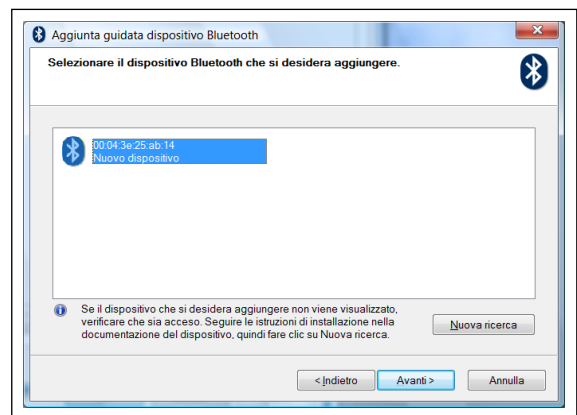 Aggiunta guidata dispositivo Bluetooth
Selezionare il dispositivo Bluetooth che si desidera aggiungere.
00:04:3e:25:ab:14
Nuovo dispositivo
Se il dispositivo che si desidera aggiungere non viene visualizzato,
verificare che sia acceso. Seguire le istruzioni di installazione nella
documentazione del dispositivo, quindi fare clic su Nuova ricerca.
Nuova ricerca
< Indietro
Avanti >
Annulla